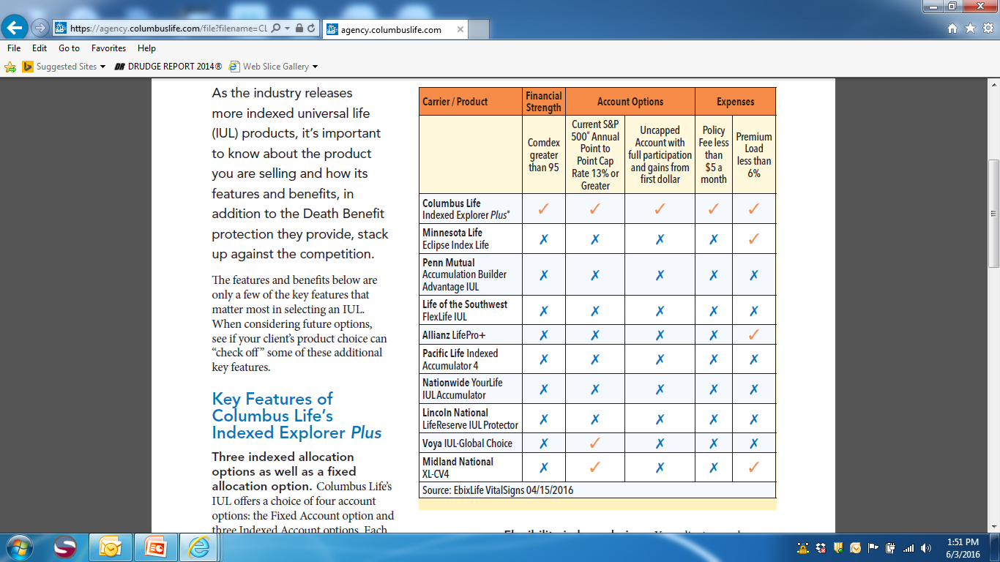 https://agency.columbuslife.com/file?filename=CL
agency.columbuslife.com
File Edit Go to Favorites Help
Suggested Sites DR DRUDGE REPORT 2014® Web Slice Gallery
As the industry releases
more indexed universal life
(IUL) products, it's important
to know about the product
you are selling and how its
features and benefits, in
addition to the Death Benefit
protection they provide, stack
up against the competition.
The features and benefits below are
only a few of the key features that
matter most in selecting an IUL.
When considering future options,
see if your client's product choice can
"check off" some of these additional
key features.
Key Features of
Columbus Life's
Indexed Explorer Plus
Three indexed allocation
options as well as a fixed
allocation option. Columbus Life's
IUL offers a choice of four account
options: the Fixed Account option and
three Indexed Account options. Each
Carrier / Product
Financial
Strength
Account Options
Expenses
Comdex
greater
than 95
Current S&P
500® Annual
Point to
Point Cap
Rate 13% or
Greater
Uncapped
Account with
full participation
and gains from
first dollar
Policy
Fee less
than
$5 a
month
Premium
Load
less than
6%
Columbus Life
Indexed Explorer Plus® ✓ ✓ ✓ ✓ ✓
Minnesota Life
Eclipse Index Life ✗ ✗ ✗ ✗ ✓
Penn Mutual
Accumulation Builder
Advantage IUL ✗ ✗ ✗ ✗ ✗
Life of the Southwest
FlexLife IUL ✗ ✗ ✗ ✗ ✗
Allianz LifePro+ ✗ ✗ ✗ ✗ ✓
Pacific Life Indexed
Accumulator 4 ✗ ✗ ✗ ✗ ✗
Nationwide YourLife
IUL Accumulator ✗ ✗ ✗ ✗ ✗
Lincoln National
LifeReserve IUL Protector ✗ ✗ ✗ ✗ ✗
Voya IUL-Global Choice ✗ ✓ ✗ ✗ ✗
Midland National
XL-CV4 ✗ ✓ ✗ ✗ ✓
Source: EbixLife VitalSigns 04/15/2016
1:51 PM
6/3/2016